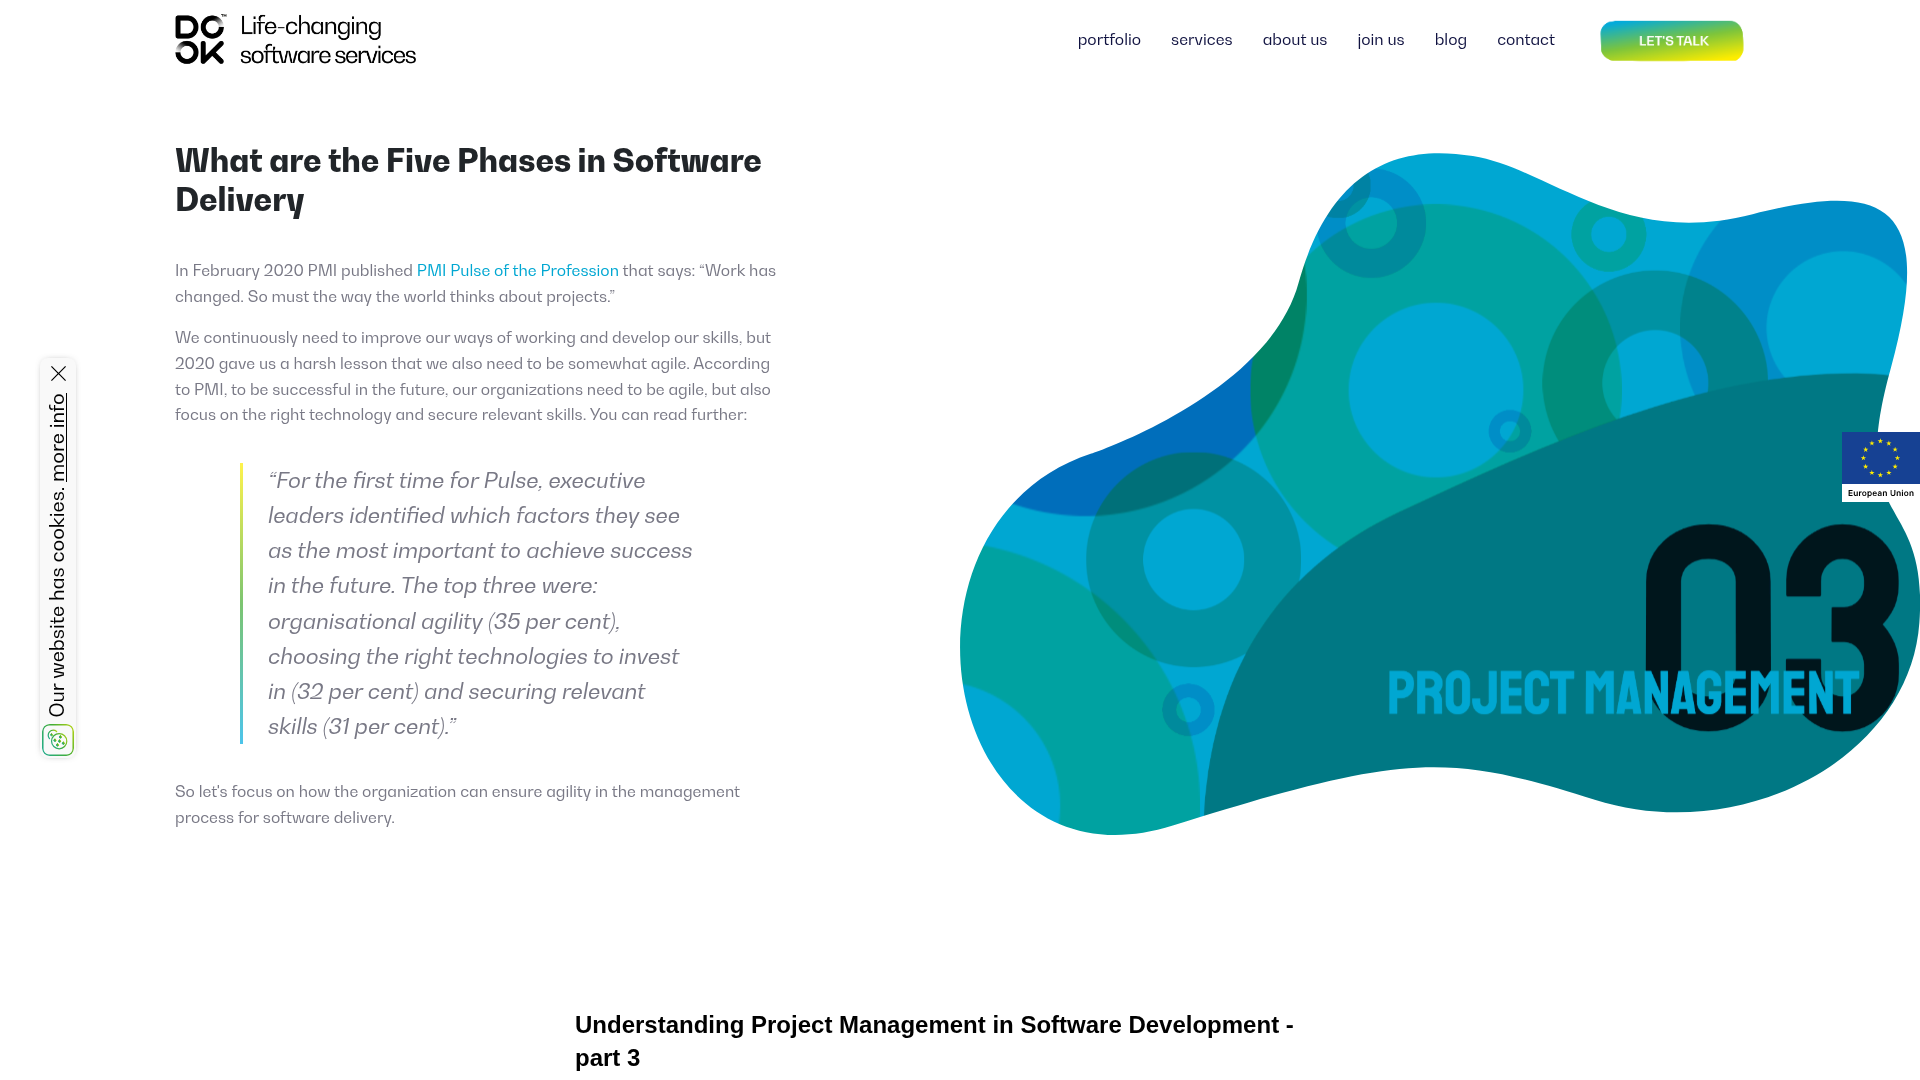 DO OK™
Life-changing
software services
portfolio
services
about us
join us
blog
contact
LET'S TALK
What are the Five Phases in Software
Delivery
In February 2020 PMI published PMI Pulse of the Profession that says: “Work has
changed. So must the way the world thinks about projects.”
We continuously need to improve our ways of working and develop our skills, but
2020 gave us a harsh lesson that we also need to be somewhat agile. According
to PMI, to be successful in the future, our organizations need to be agile, but also
focus on the right technology and secure relevant skills. You can read further:
“For the first time for Pulse, executive
leaders identified which factors they see
as the most important to achieve success
in the future. The top three were:
organisational agility (35 per cent),
choosing the right technologies to invest
in (32 per cent) and securing relevant
skills (31 per cent).”
So let's focus on how the organization can ensure agility in the management
process for software delivery.
Our website has cookies. more info
European Union
03
PROJECT MANAGEMENT
Understanding Project Management in Software Development -
part 3